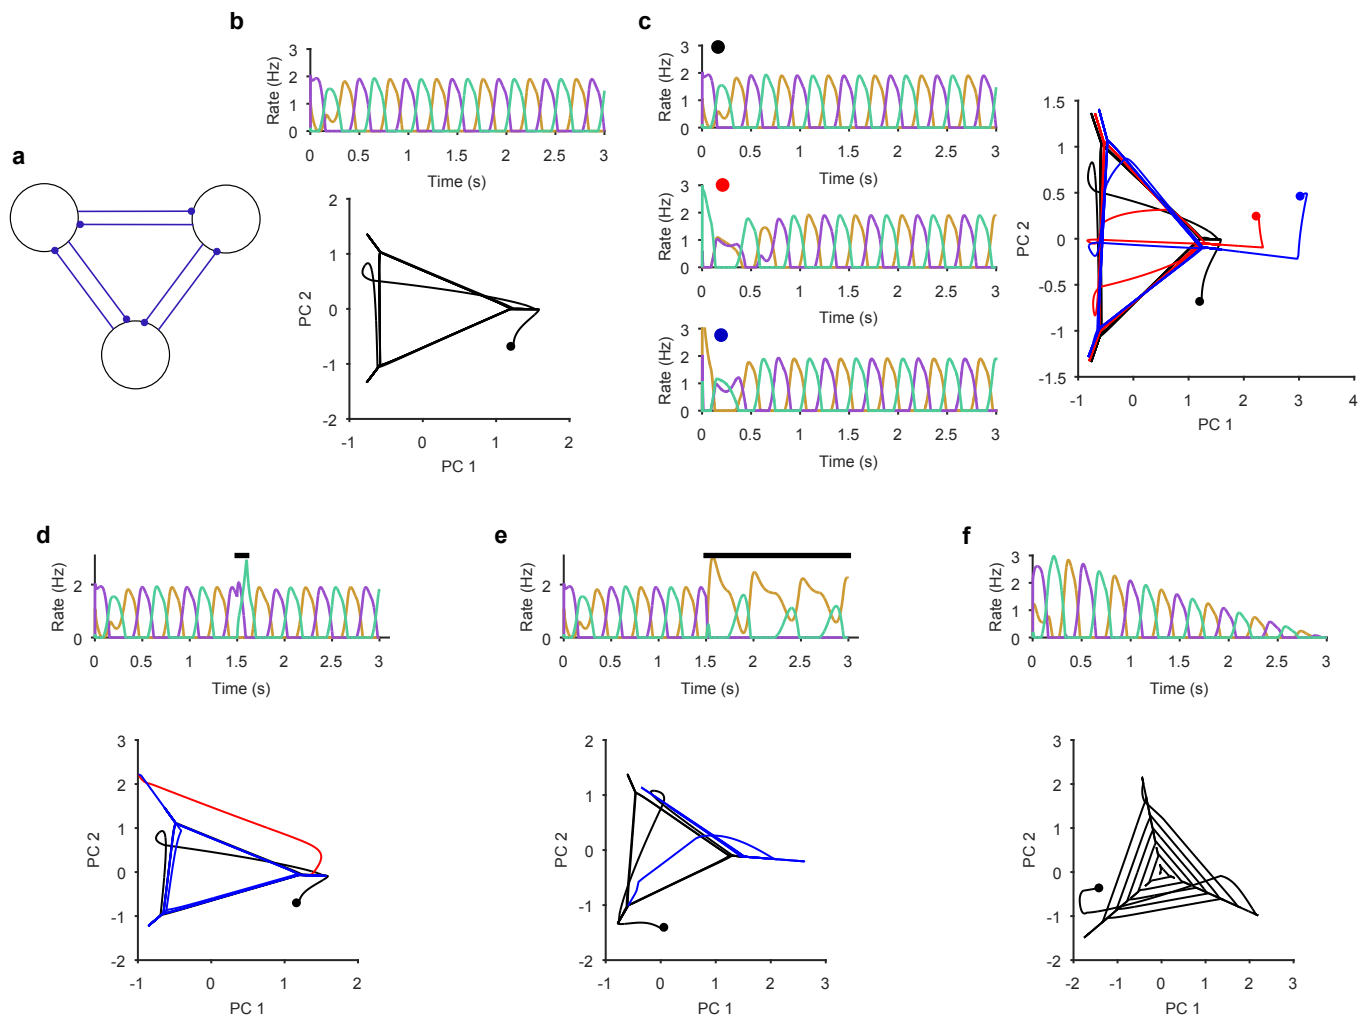 a
b
3
2
1
0
Rate (Hz)
0 0.5 1 1.5 2 2.5 3
Time (s)
2
1
0
-1
-2
PC 2
-1 0 1 2
PC 1
c
3
2
1
0
Rate (Hz)
0 0.5 1 1.5 2 2.5 3
Time (s)
3
2
1
0
Rate (Hz)
0 0.5 1 1.5 2 2.5 3
Time (s)
3
2
1
0
Rate (Hz)
0 0.5 1 1.5 2 2.5 3
Time (s)
1.5
1
0.5
0
-0.5
-1
-1.5
PC 2
-1 0 1 2 3 4
PC 1
d
2
0
Rate (Hz)
0 0.5 1 1.5 2 2.5 3
Time (s)
3
2
1
0
-1
-2
PC 2
-1 0 1 2
PC 1
e
2
0
Rate (Hz)
0 0.5 1 1.5 2 2.5 3
Time (s)
2
1
0
-1
-2
PC 2
-1 0 1 2 3
PC 1
f
3
2
1
0
Rate (Hz)
0 0.5 1 1.5 2 2.5 3
Time (s)
2
1
0
-1
-2
PC 2
-2 -1 0 1 2 3
PC 1